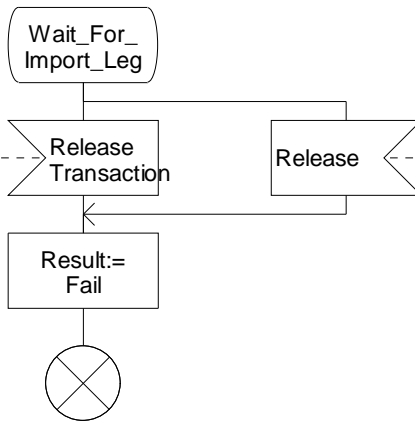 Wait_For_
Import_Leg
Release
Transaction
Release
Result:=
Fail